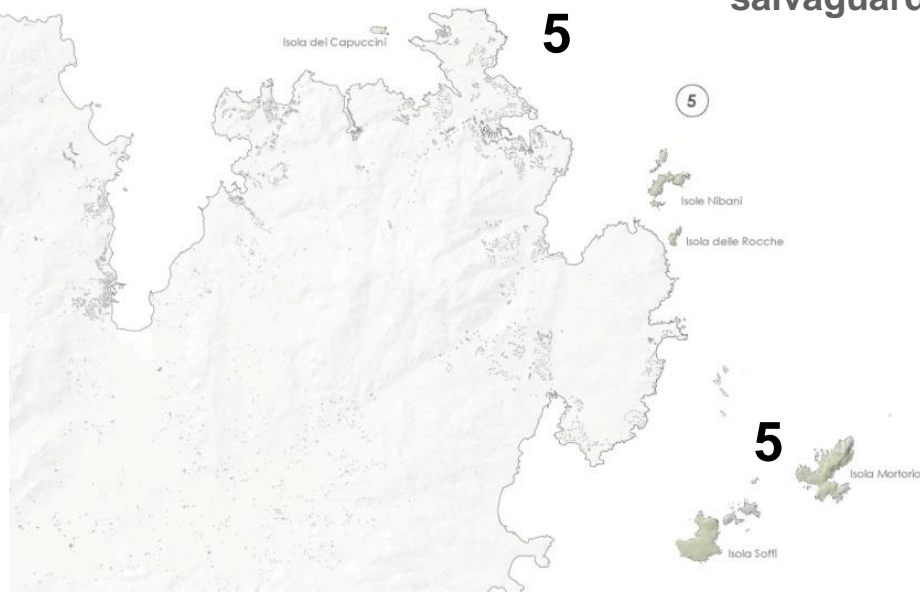 salvaguard
5
Isola dei Capuccini
5
Isole Nibani
Isola delle Rocche
5
Isola Mortorio
Isola Soffi